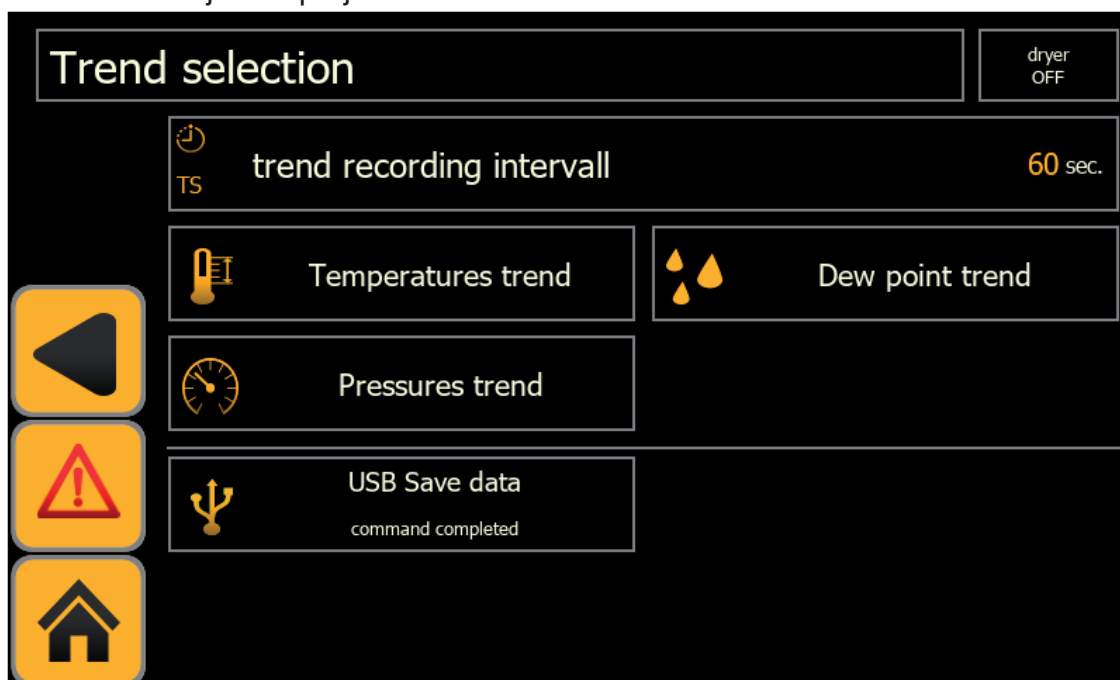 Trend selection
dryer
OFF
TS
trend recording intervall
60 sec.
Temperatures trend
Dew point trend
Pressures trend
USB Save data
command completed